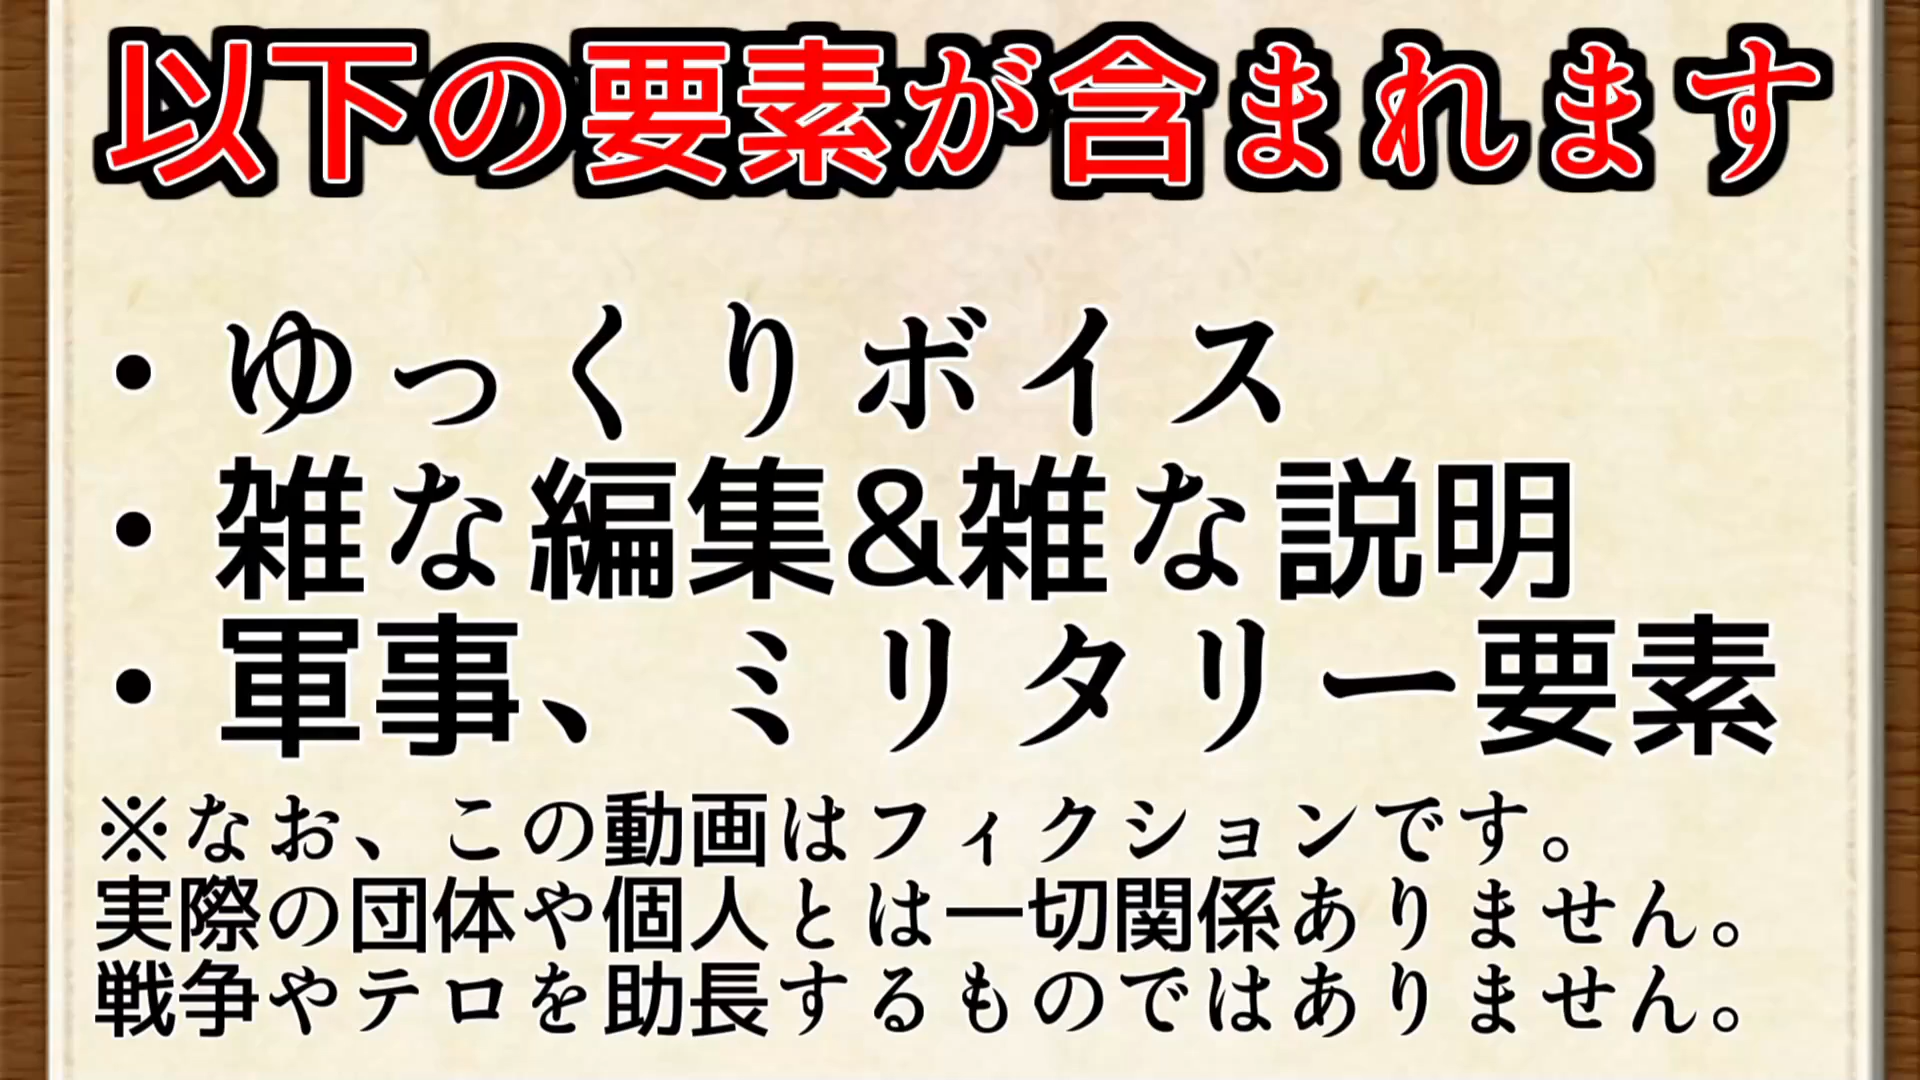 以下の要素が含まれます
・ゆっくりボイス
・雑な編集&雑な説明
・軍事、ミリタリー要素
※なお、この動画はフィクションです。
実際の団体や個人とは一切関係ありません。
戦争やテロを助長するものではありません。